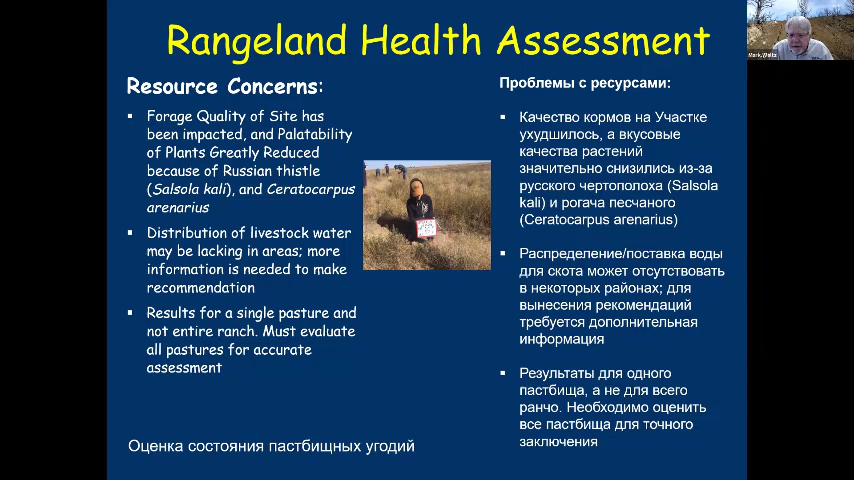 Rangeland Health Assessment
Resource Concerns:
▪ Forage Quality of Site has
been impacted, and Palatability
of Plants Greatly Reduced
because of Russian thistle
(Salsola kali), and Ceratocarpus
arenarius
▪ Distribution of livestock water
may be lacking in areas; more
information is needed to make
recommendation
▪ Results for a single pasture and
not entire ranch. Must evaluate
all pastures for accurate
assessment
Оценка состояния пастбищных угодий
Проблемы с ресурсами:
▪ Качество кормов на Участке
ухудшилось, а вкусовые
качества растений
значительно снизились из-за
русского чертополоха (Salsola
kali) и рогача песчаного
(Ceratocarpus arenarius)
▪ Распределение/поставка воды
для скота может отсутствовать
в некоторых районах; для
вынесения рекомендаций
требуется дополнительная
информация
▪ Результаты для одного
пастбища, а не для всего
ранчо. Необходимо оценить
все пастбища для точного
заключения
Mark Weltz